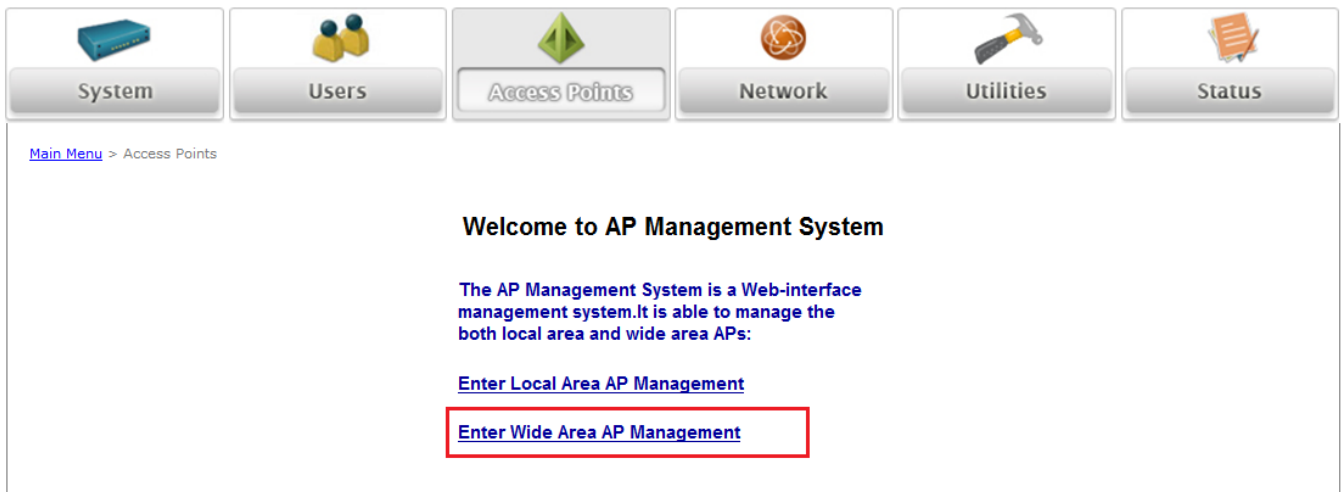 System Users Access Points Network Utilities Status
Main Menu > Access Points
Welcome to AP Management System
The AP Management System is a Web-interface
management system.It is able to manage the
both local area and wide area APs:
Enter Local Area AP Management
Enter Wide Area AP Management